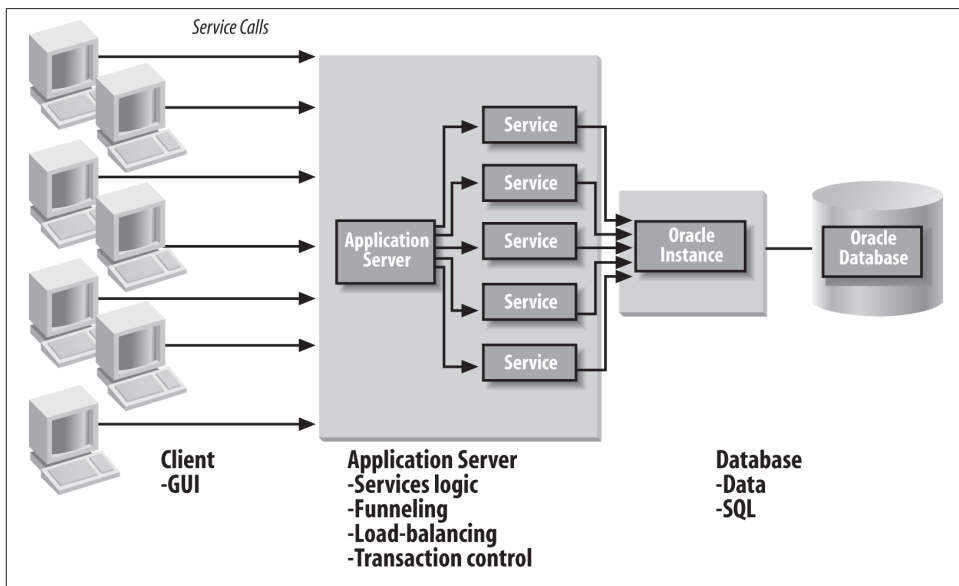 Service Calls
Service
Service
Service
Service
Service
Application
Server
Oracle
Instance
Oracle
Database
Client
-GUI
Application Server
-Services logic
-Funneling
-Load-balancing
-Transaction control
Database
-Data
-SQL